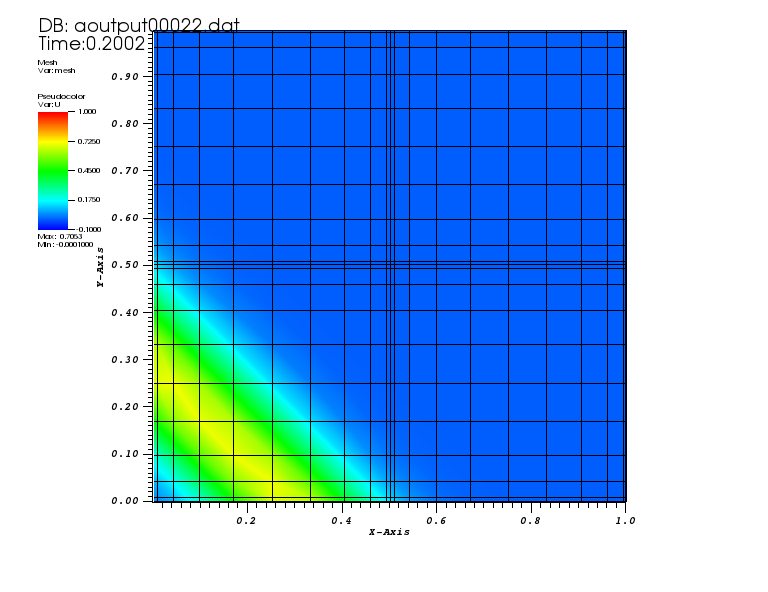 DB: aoutput00022.dat
Time:0.2002
Mesh
Var: mesh
Pseudocolor
Var: U
1.000
0.7250
0.4500
0.1750
-0.1000
Max: 0.7053
Min: -0.0001000
Y-Axis
0.90
0.80
0.70
0.60
0.50
0.40
0.30
0.20
0.10
0.00
0.2
0.4
0.6
0.8
1.0
X-Axis